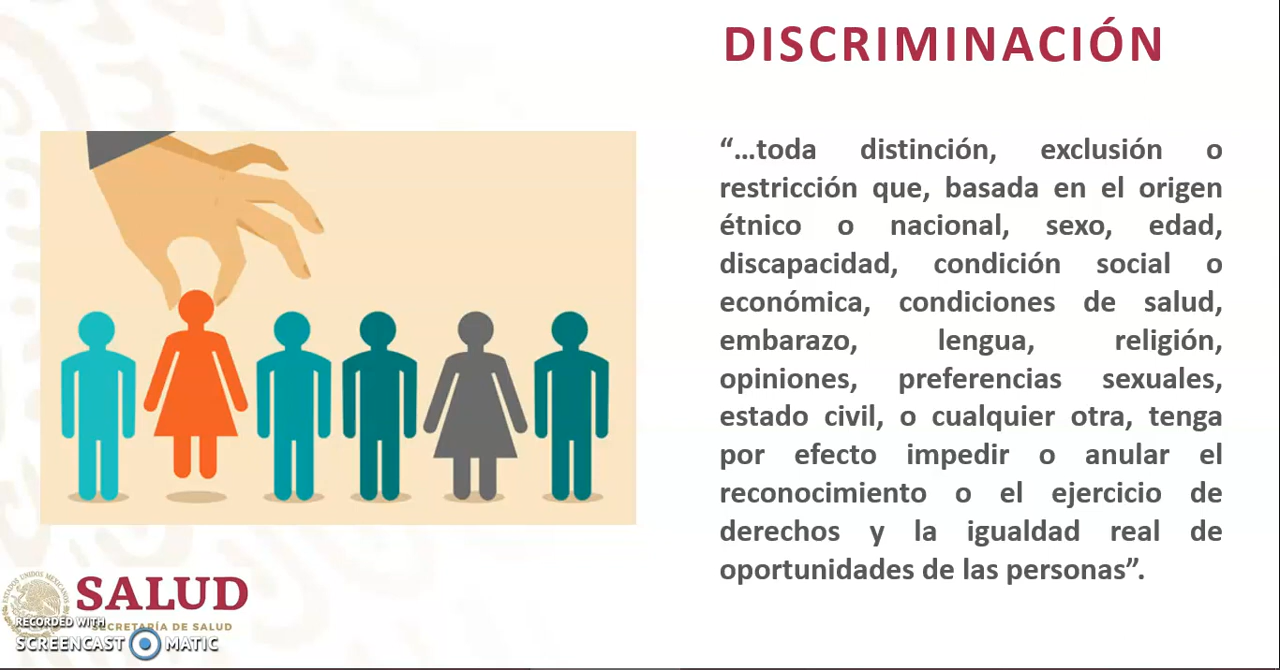 DISCRIMINACIÓN
“...toda distinción, exclusión o
restricción que, basada en el origen
étnico o nacional, sexo, edad,
discapacidad, condición social o
económica, condiciones de salud,
embarazo, lengua, religión,
opiniones, preferencias sexuales,
estado civil, o cualquier otra, tenga
por efecto impedir o anular el
reconocimiento o el ejercicio de
derechos y la igualdad real de
oportunidades de las personas”.
ESTADOS UNIDOS MEXICANOS
SALUD
SECRETARÍA DE SALUD
RECORDED WITH
SCREENCAST MATIC